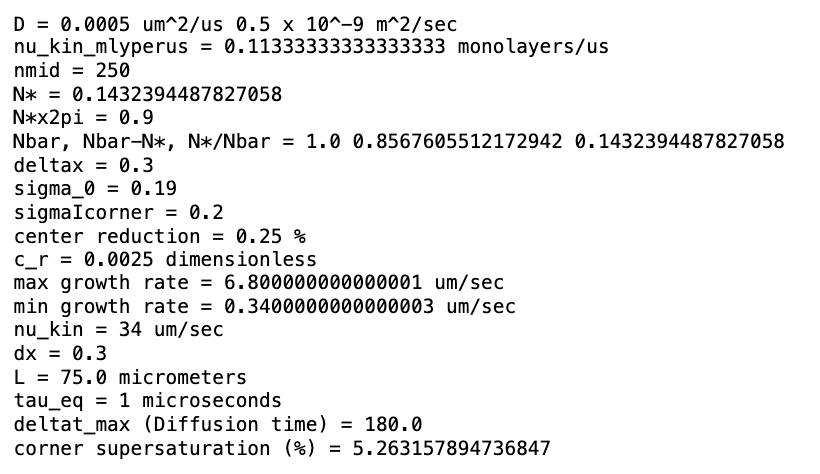 D = 0.0005 um^2/us 0.5 x 10^-9 m^2/sec
nu_kin_mlyperus = 0.11333333333333333 monolayers/us
nmid = 250
N* = 0.1432394487827058
N*x2pi = 0.9
Nbar, Nbar-N*, N*/Nbar = 1.0 0.8567605512172942 0.1432394487827058
deltax = 0.3
sigma_0 = 0.19
sigmaIcorner = 0.2
center reduction = 0.25 %
c_r = 0.0025 dimensionless
max growth rate = 6.800000000000001 um/sec
min growth rate = 0.3400000000000003 um/sec
nu_kin = 34 um/sec
dx = 0.3
L = 75.0 micrometers
tau_eq = 1 microseconds
deltat_max (Diffusion time) = 180.0
corner supersaturation (%) = 5.263157894736847